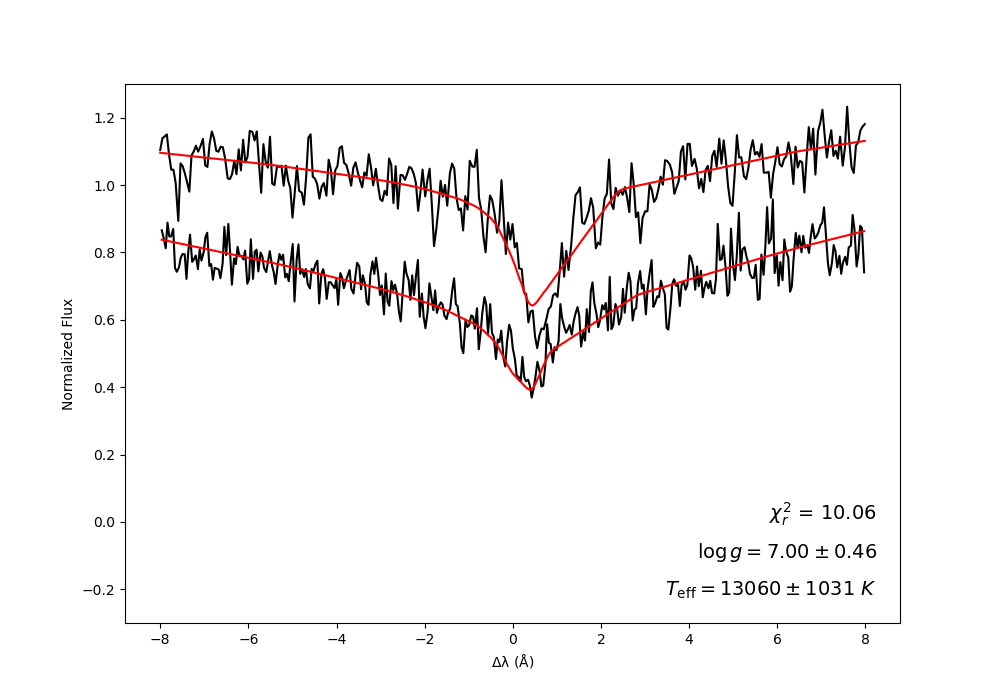 1.2
1.0
0.8
0.6
0.4
0.2
0.0
−0.2
Normalized Flux
χ²ᵣ = 10.06
log g = 7.00 ± 0.46
T_eff = 13060 ± 1031 K
−8 −6 −4 −2 0 2 4 6 8
Δλ (Å)